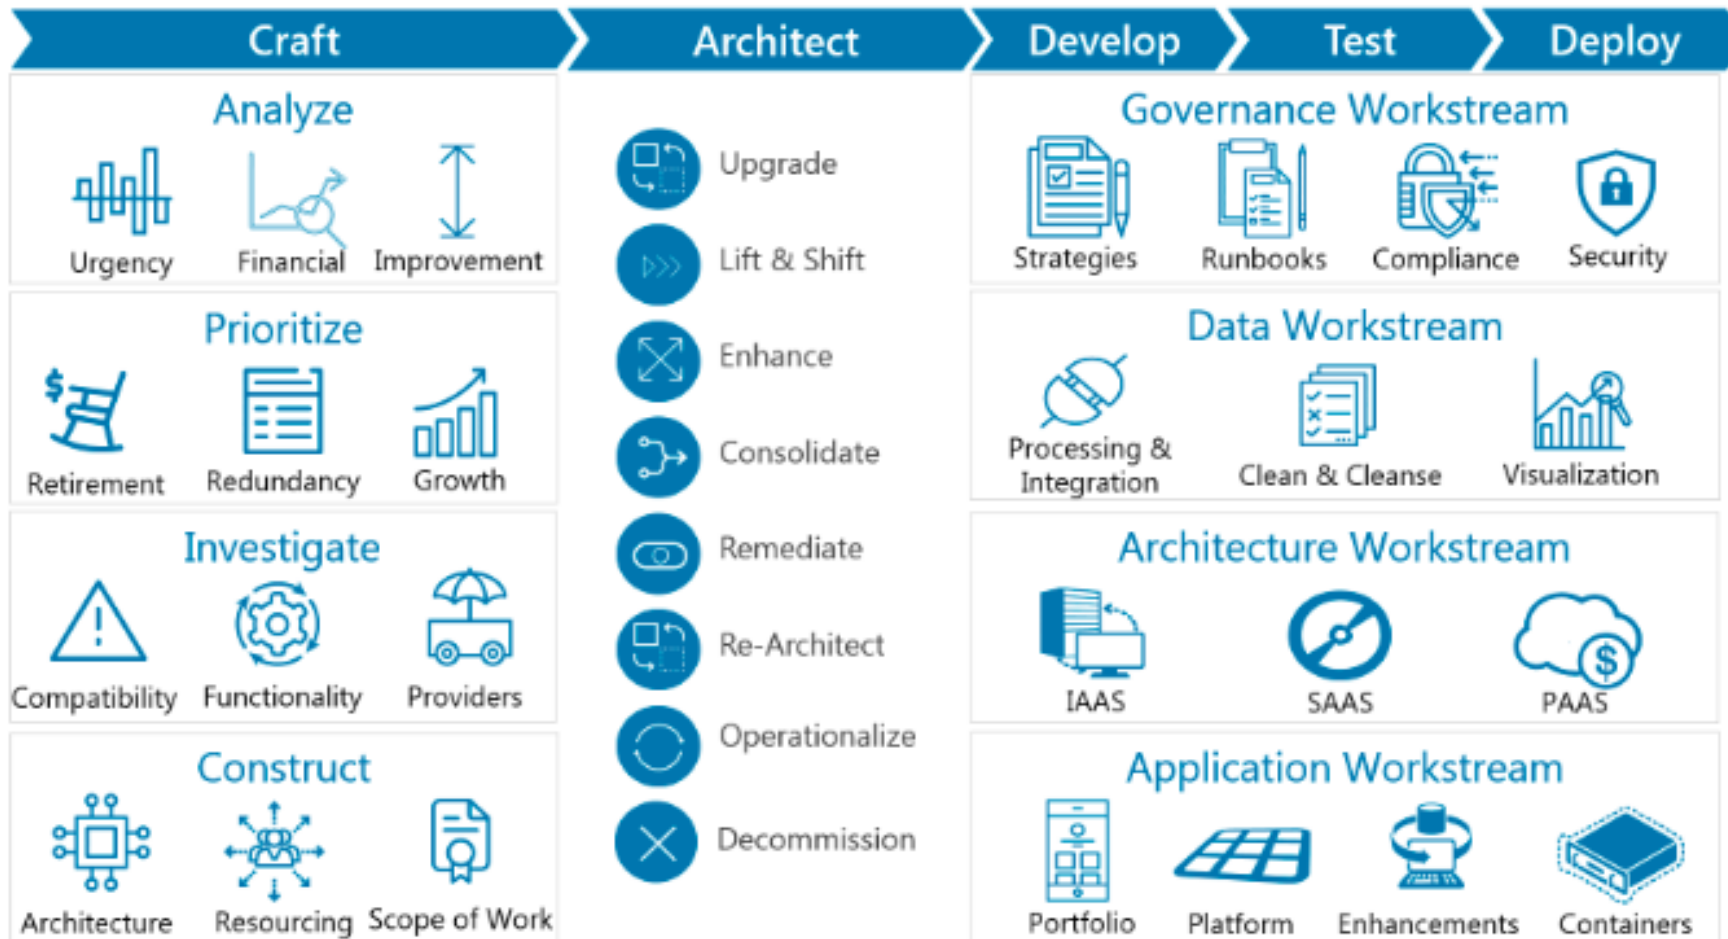 Craft
Architect
Develop
Test
Deploy
Analyze
Urgency
Financial
Improvement
Prioritize
$
Retirement
Redundancy
Growth
Investigate
Compatibility
Functionality
Providers
Construct
Architecture
Resourcing
Scope of Work
Upgrade
Lift & Shift
Enhance
Consolidate
Remediate
Re-Architect
Operationalize
Decommission
Governance Workstream
Strategies
Runbooks
Compliance
Security
Data Workstream
Processing &
Integration
Clean & Cleanse
Visualization
Architecture Workstream
IAAS
SAAS
$
PAAS
Application Workstream
Portfolio
Platform
Enhancements
Containers